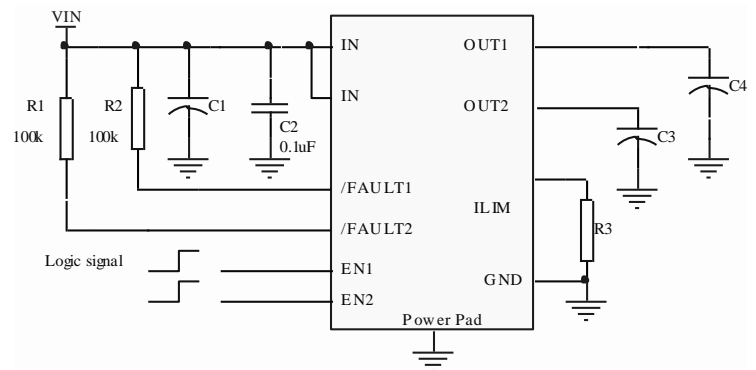 VIN
IN
OUT1
IN
R1
R2
C1
C4
100k
100k
C2
0.1uF
OUT2
C3
/FAULT1
ILIM
/FAULT2
R3
Logic signal
EN1
GND
EN2
Power Pad